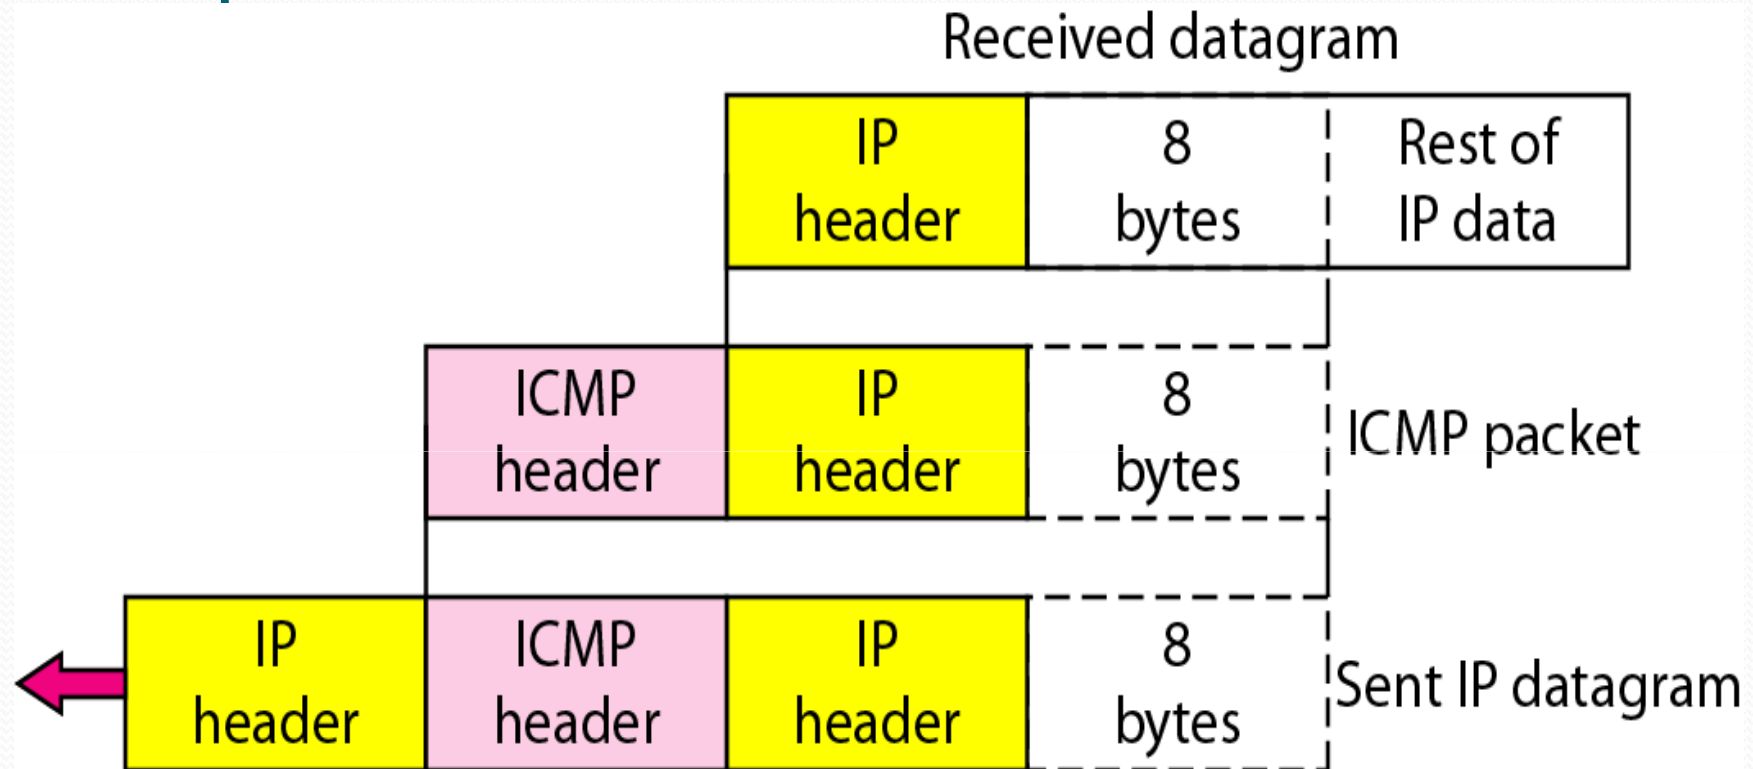 Received datagram
IP
header
8
bytes
Rest of
IP data
ICMP
header
IP
header
8
bytes
ICMP packet
IP
header
ICMP
header
IP
header
8
bytes
Sent IP datagram